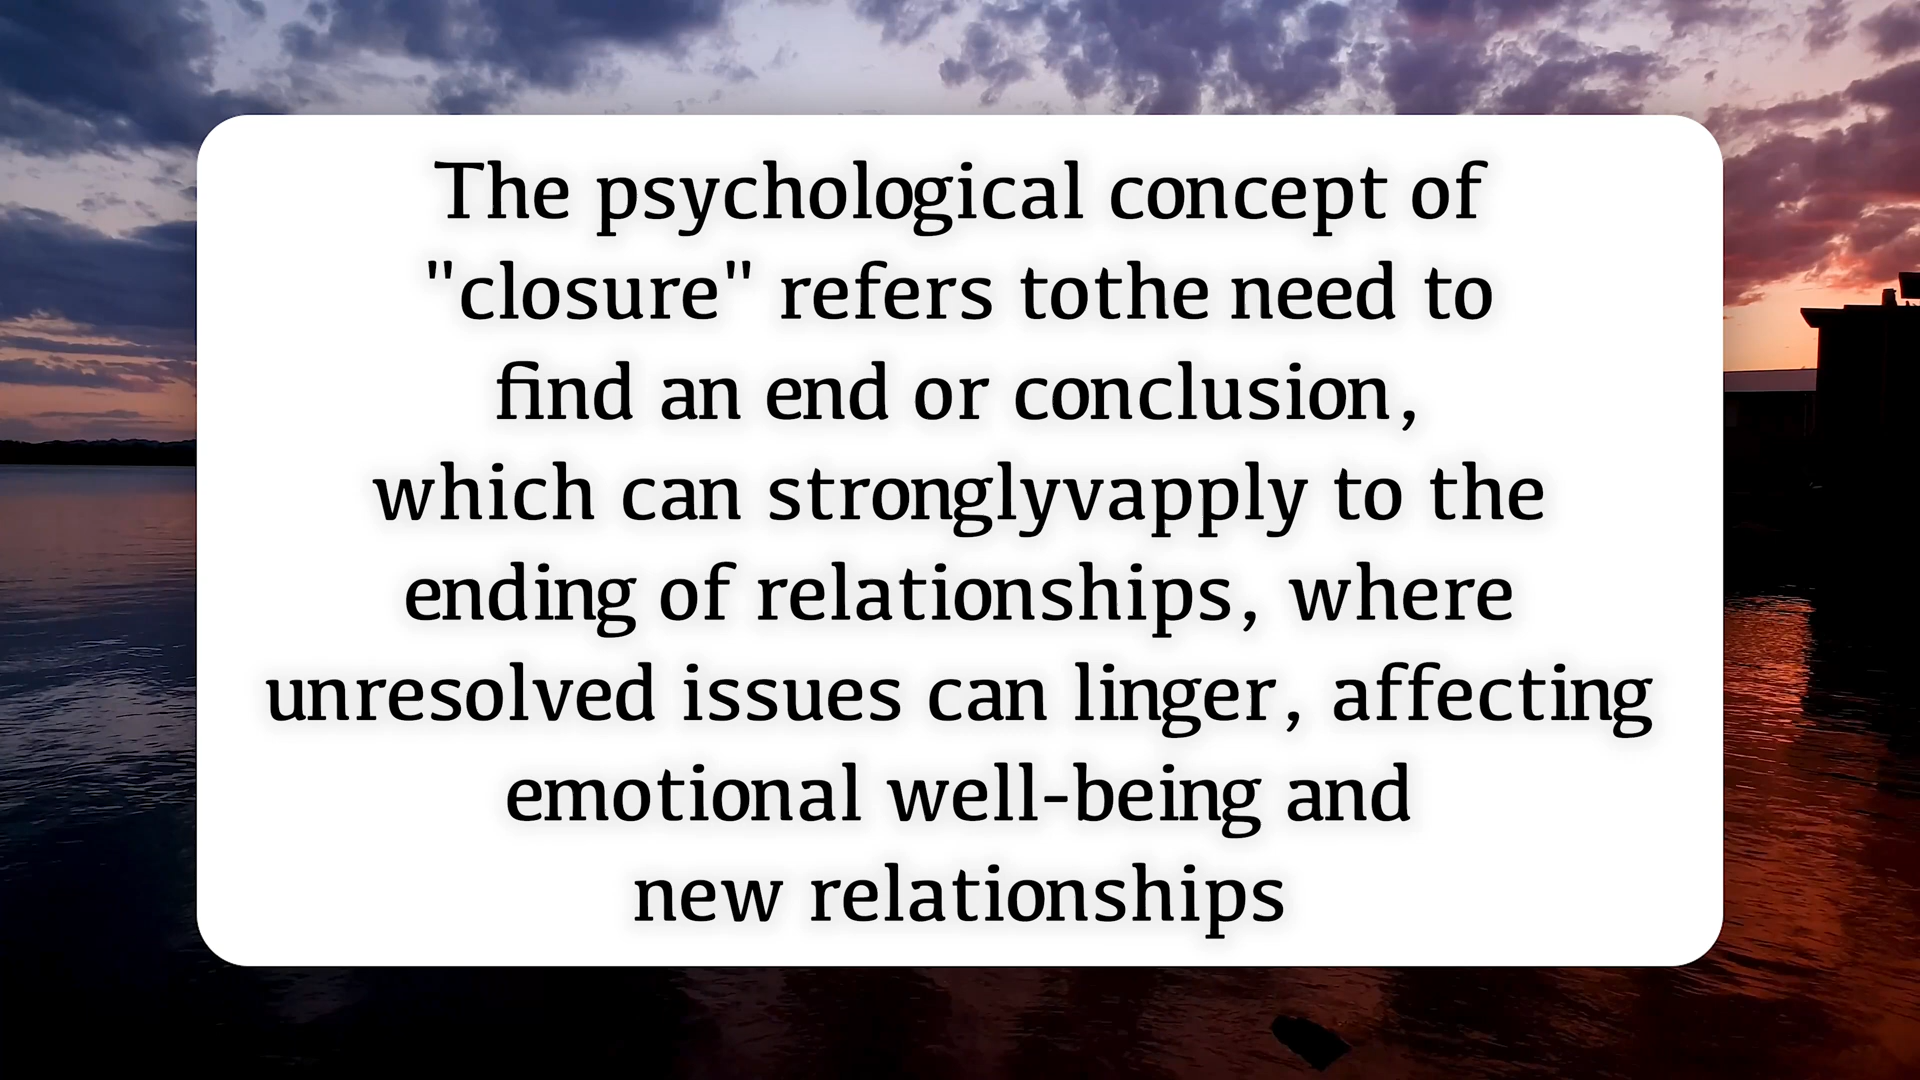 The psychological concept of
"closure" refers tothe need to
find an end or conclusion,
which can stronglyvapply to the
ending of relationships, where
unresolved issues can linger, affecting
emotional well-being and
new relationships